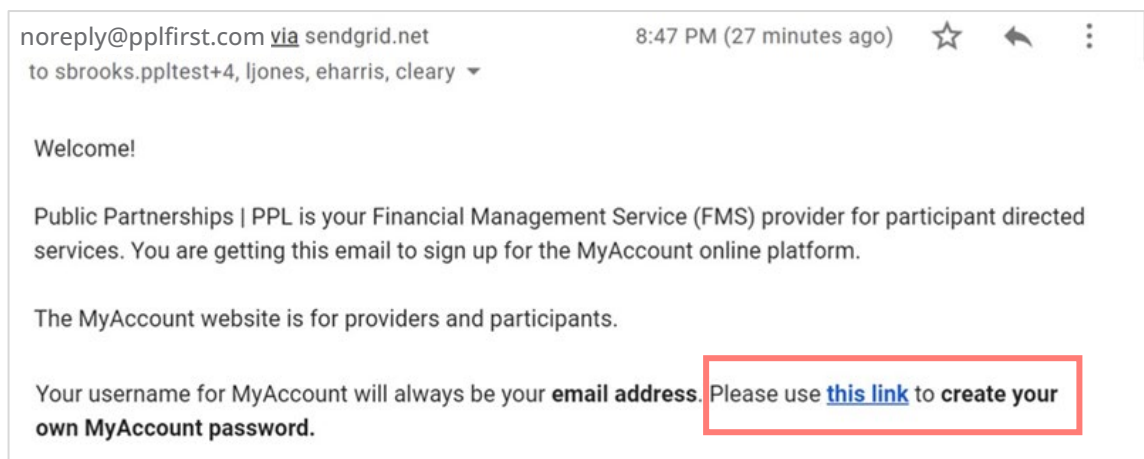 noreply@pplfirst.com via sendgrid.net 8:47 PM (27 minutes ago)
to sbrooks.ppltest+4, ljones, eharris, cleary
Welcome!
Public Partnerships | PPL is your Financial Management Service (FMS) provider for participant directed
services. You are getting this email to sign up for the MyAccount online platform.
The MyAccount website is for providers and participants.
Your username for MyAccount will always be your email address. Please use this link to create your
own MyAccount password.